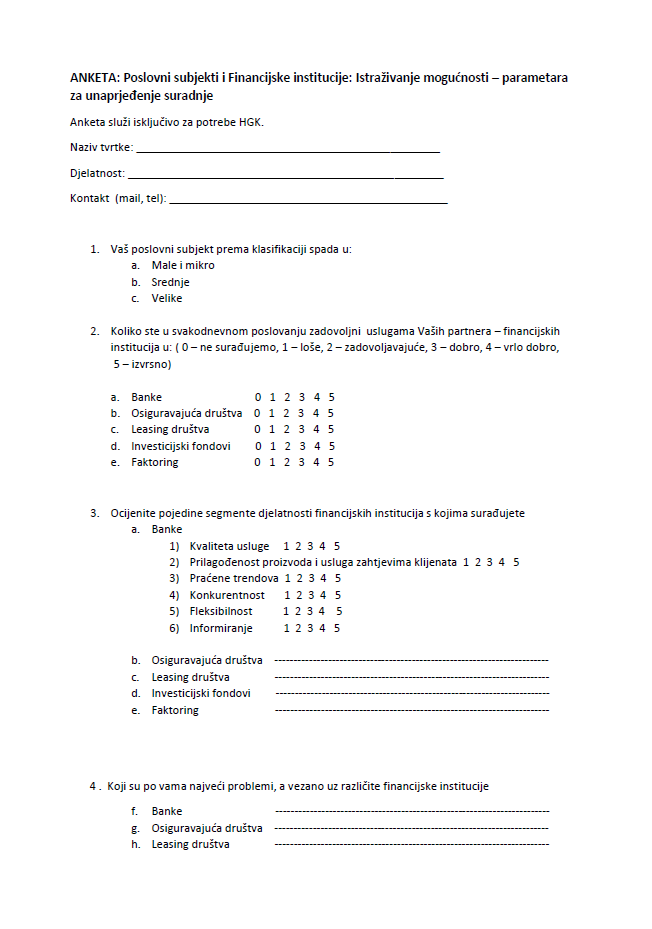 ANKETA: Poslovni subjekti i Financijske institucije: Istraživanje mogućnosti – parametara
za unaprjeđenje suradnje
Anketa služi isključivo za potrebe HGK.
Naziv tvrtke: ________________________________________________
Djelatnost: __________________________________________________
Kontakt (mail, tel): ____________________________________________
1. Vaš poslovni subjekt prema klasifikaciji spada u:
a. Male i mikro
b. Srednje
c. Velike
2. Koliko ste u svakodnevnom poslovanju zadovoljni uslugama Vaših partnera – financijskih
institucija u: ( 0 – ne surađujemo, 1 – loše, 2 – zadovoljavajuće, 3 – dobro, 4 – vrlo dobro,
5 – izvrsno)
a. Banke 0 1 2 3 4 5
b. Osiguravajuća društva 0 1 2 3 4 5
c. Leasing društva 0 1 2 3 4 5
d. Investicijski fondovi 0 1 2 3 4 5
e. Faktoring 0 1 2 3 4 5
3. Ocijenite pojedine segmente djelatnosti financijskih institucija s kojima surađujete
a. Banke
1) Kvaliteta usluge 1 2 3 4 5
2) Prilagođenost proizvoda i usluga zahtjevima klijenata 1 2 3 4 5
3) Praćene trendova 1 2 3 4 5
4) Konkurentnost 1 2 3 4 5
5) Fleksibilnost 1 2 3 4 5
6) Informiranje 1 2 3 4 5
b. Osiguravajuća društva ------------------------------------------------------------------------
c. Leasing društva ------------------------------------------------------------------------
d. Investicijski fondovi ------------------------------------------------------------------------
e. Faktoring ------------------------------------------------------------------------
4 . Koji su po vama najveći problemi, a vezano uz različite financijske institucije
f. Banke ------------------------------------------------------------------------
g. Osiguravajuća društva ------------------------------------------------------------------------
h. Leasing društva ------------------------------------------------------------------------